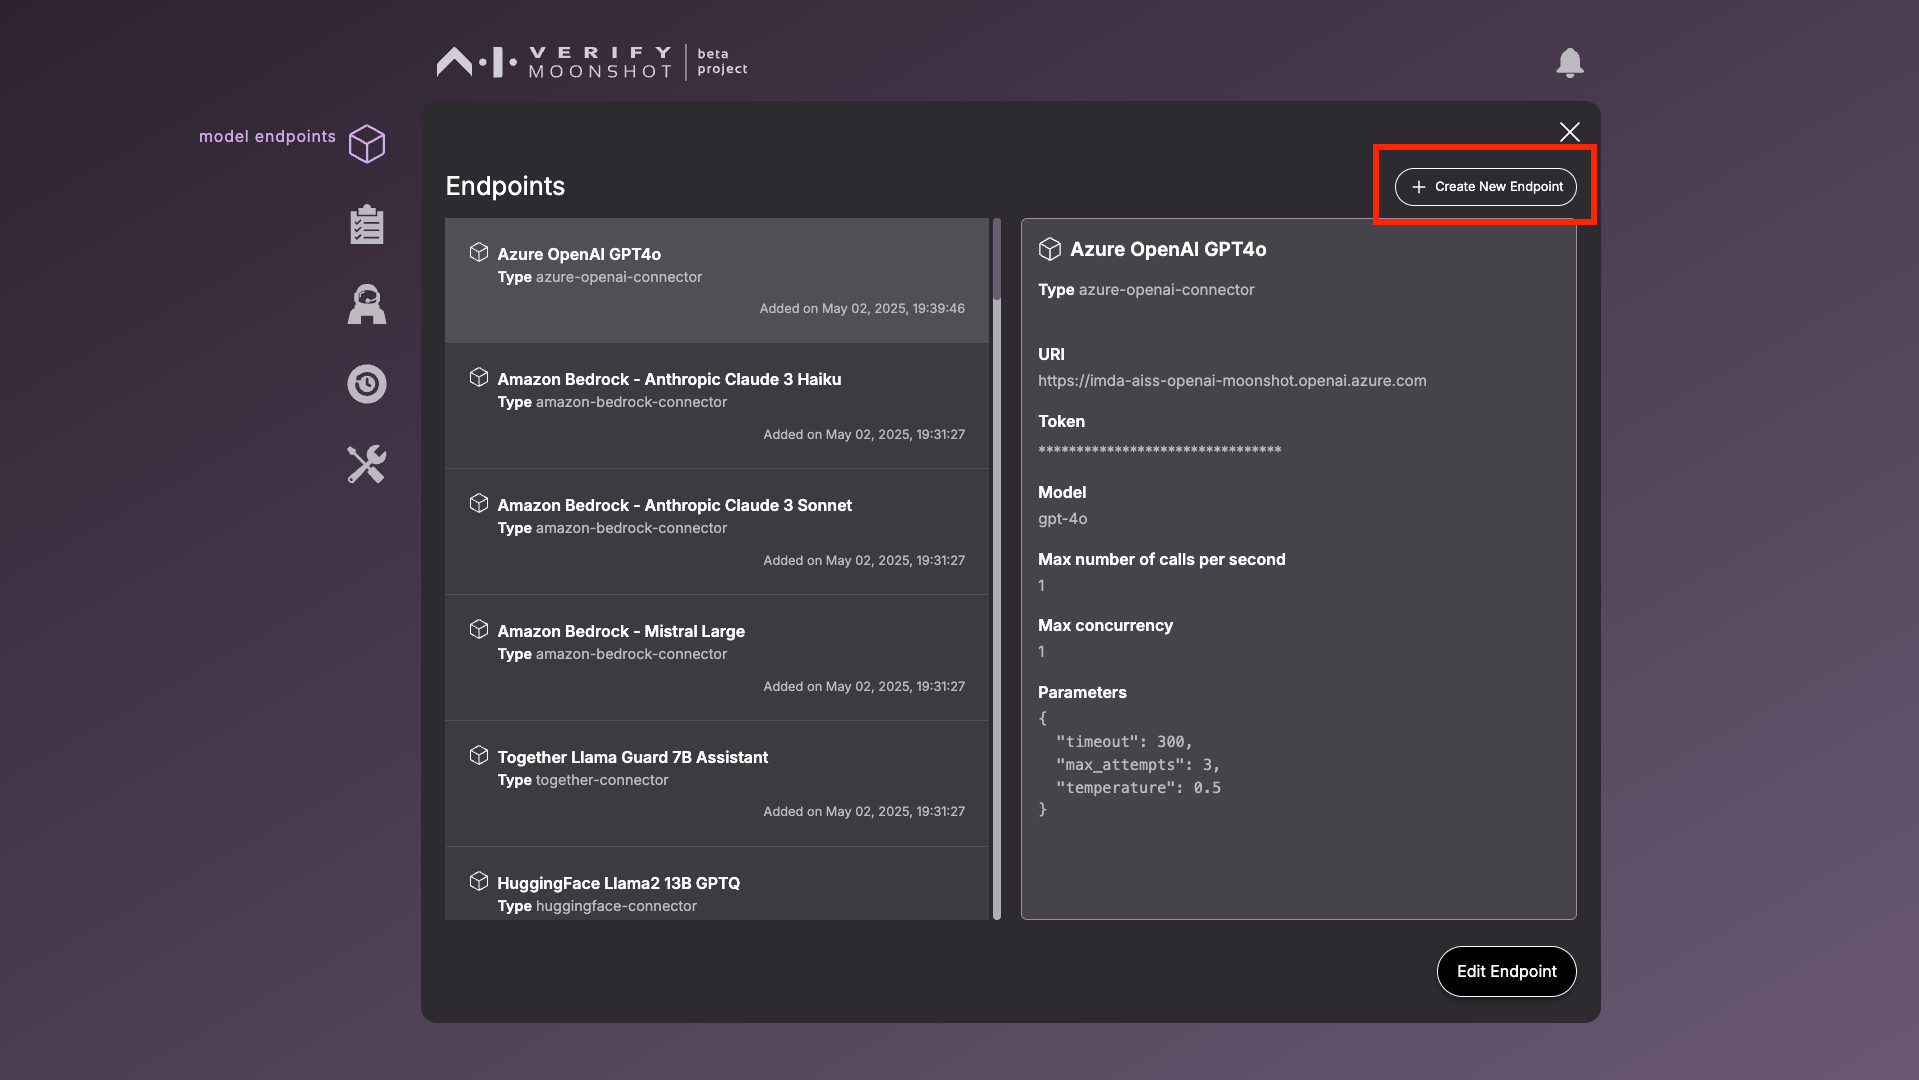 VERIFY
MOONSHOT
beta
project
model endpoints
Endpoints
+ Create New Endpoint
Azure OpenAI GPT4o
Type azure-openai-connector
Added on May 02, 2025, 19:39:46
Amazon Bedrock - Anthropic Claude 3 Haiku
Type amazon-bedrock-connector
Added on May 02, 2025, 19:31:27
Amazon Bedrock - Anthropic Claude 3 Sonnet
Type amazon-bedrock-connector
Added on May 02, 2025, 19:31:27
Amazon Bedrock - Mistral Large
Type amazon-bedrock-connector
Added on May 02, 2025, 19:31:27
Together Llama Guard 7B Assistant
Type together-connector
Added on May 02, 2025, 19:31:27
HuggingFace Llama2 13B GPTQ
Type huggingface-connector
Azure OpenAI GPT4o
Type azure-openai-connector
URI
https://imda-aiss-openai-moonshot.openai.azure.com
Token
********************************
Model
gpt-4o
Max number of calls per second
1
Max concurrency
1
Parameters
{
"timeout": 300,
"max_attempts": 3,
"temperature": 0.5
}
Edit Endpoint